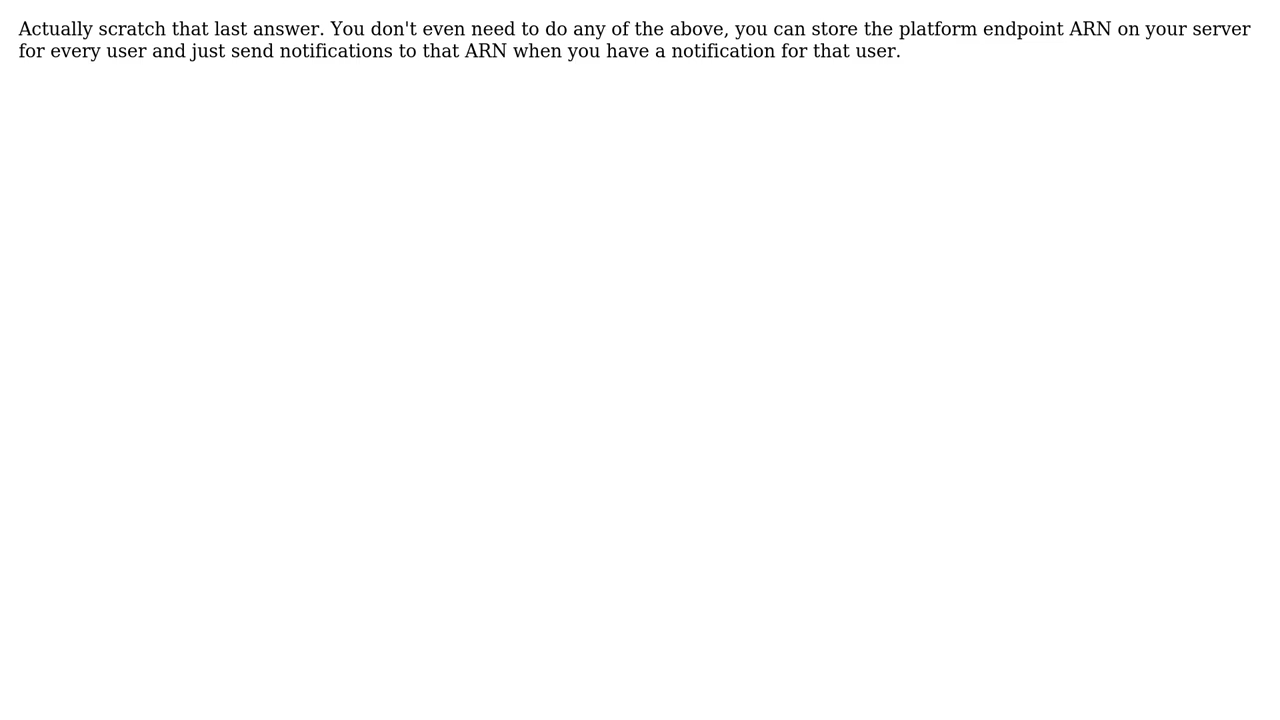 Actually scratch that last answer. You don't even need to do any of the above, you can store the platform endpoint ARN on your server
for every user and just send notifications to that ARN when you have a notification for that user.